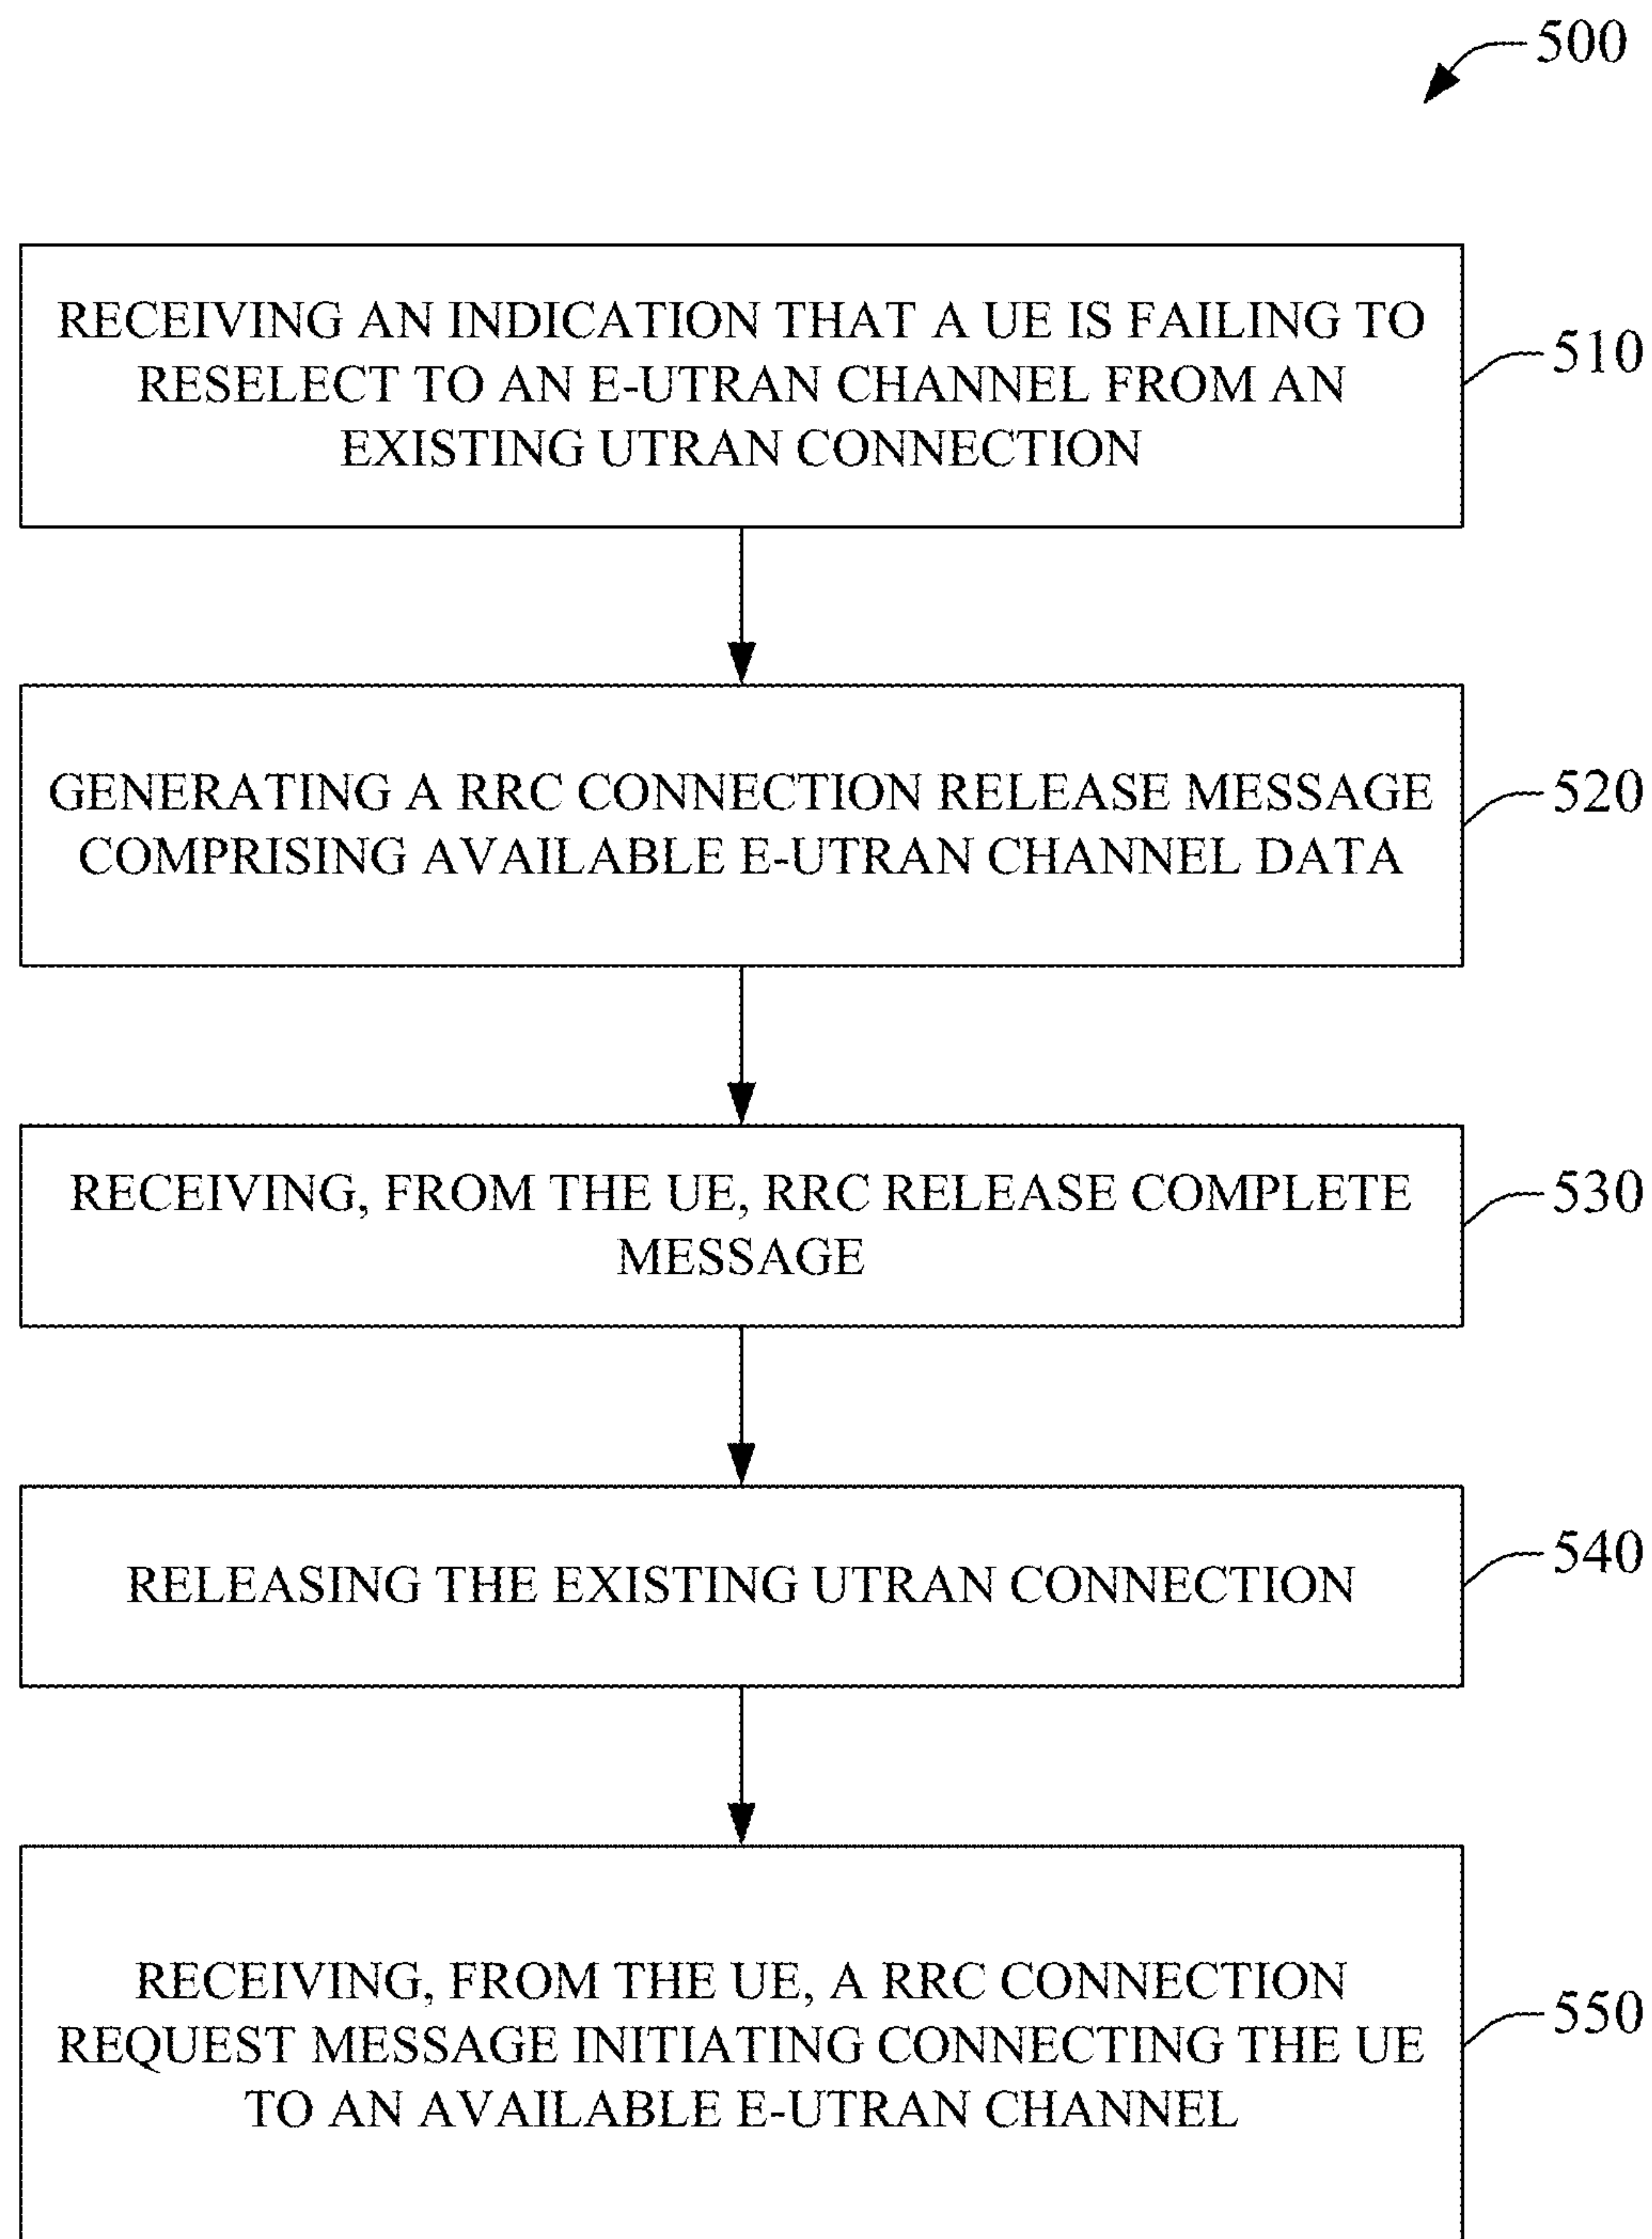 500
RECEIVING AN INDICATION THAT A UE IS FAILING TO
RESELECT TO AN E-UTRAN CHANNEL FROM AN
EXISTING UTRAN CONNECTION
510
GENERATING A RRC CONNECTION RELEASE MESSAGE
COMPRISING AVAILABLE E-UTRAN CHANNEL DATA
520
RECEIVING, FROM THE UE, RRC RELEASE COMPLETE
MESSAGE
530
RELEASING THE EXISTING UTRAN CONNECTION
540
RECEIVING, FROM THE UE, A RRC CONNECTION
REQUEST MESSAGE INITIATING CONNECTING THE UE
TO AN AVAILABLE E-UTRAN CHANNEL
550